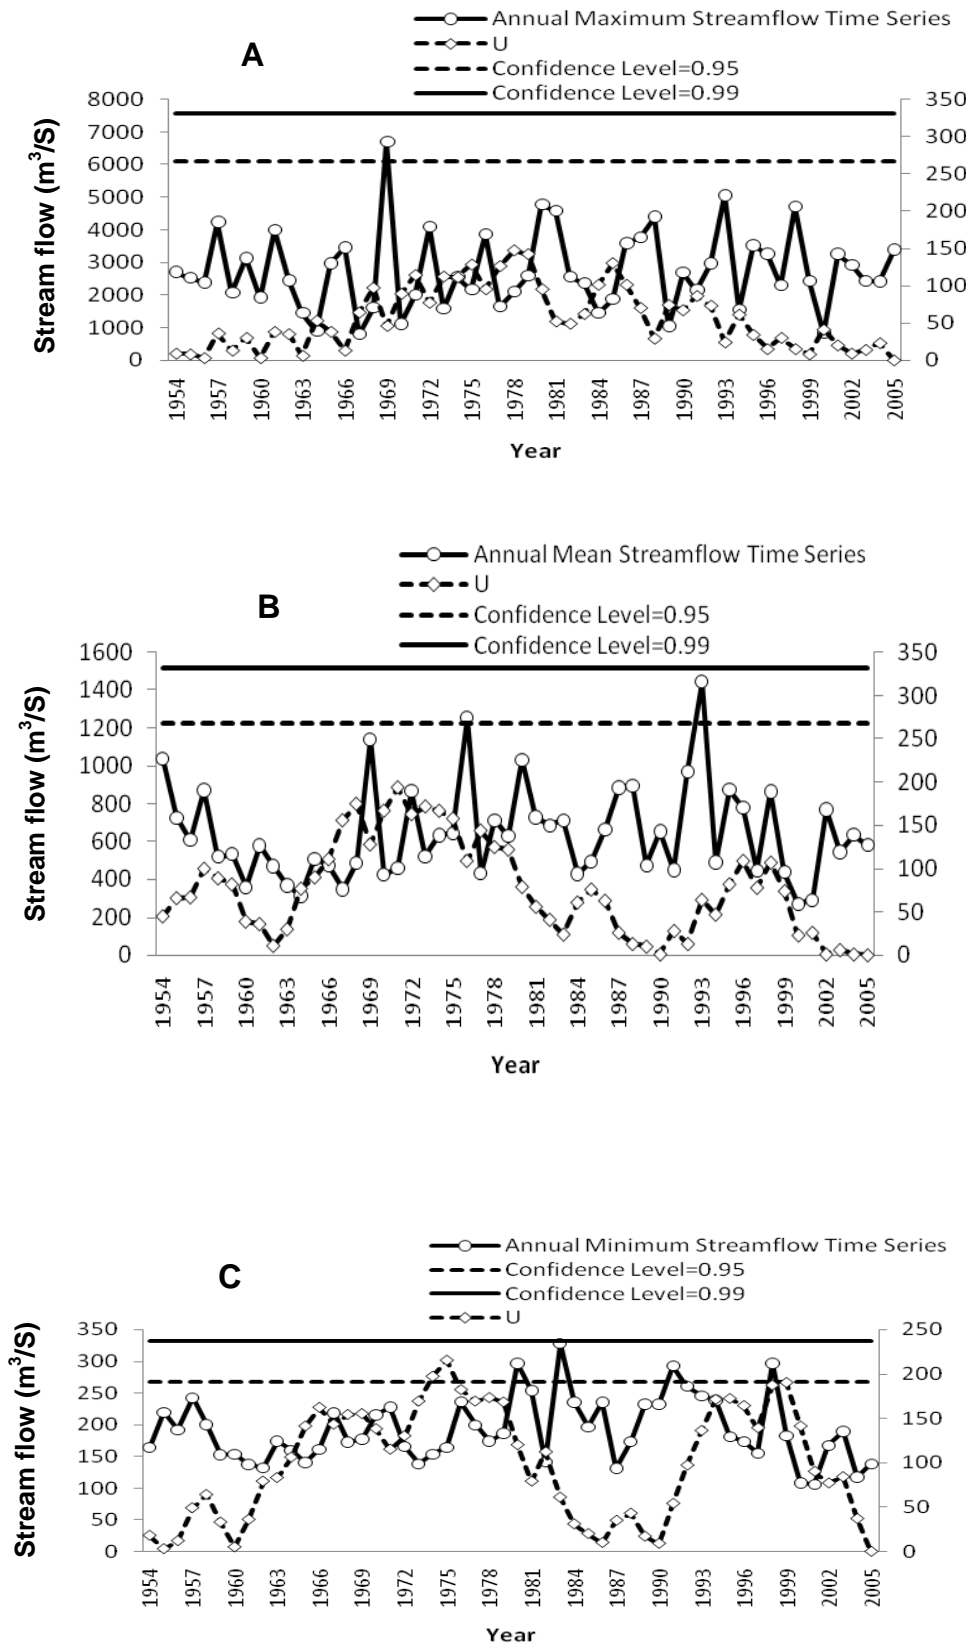 A
Annual Maximum Streamflow Time Series
U
Confidence Level=0.95
Confidence Level=0.99
Stream flow (m³/S)
8000
7000
6000
5000
4000
3000
2000
1000
0
350
300
250
200
150
100
50
0
1954 1957 1960 1963 1966 1969 1972 1975 1978 1981 1984 1987 1990 1993 1996 1999 2002 2005
Year
B
Annual Mean Streamflow Time Series
U
Confidence Level=0.95
Confidence Level=0.99
Stream flow (m³/S)
1600
1400
1200
1000
800
600
400
200
0
350
300
250
200
150
100
50
0
1954 1957 1960 1963 1966 1969 1972 1975 1978 1981 1984 1987 1990 1993 1996 1999 2002 2005
Year
C
Annual Minimum Streamflow Time Series
Confidence Level=0.95
Confidence Level=0.99
U
Stream flow (m³/S)
350
300
250
200
150
100
50
0
250
200
150
100
50
0
1954 1957 1960 1963 1966 1969 1972 1975 1978 1981 1984 1987 1990 1993 1996 1999 2002 2005
Year